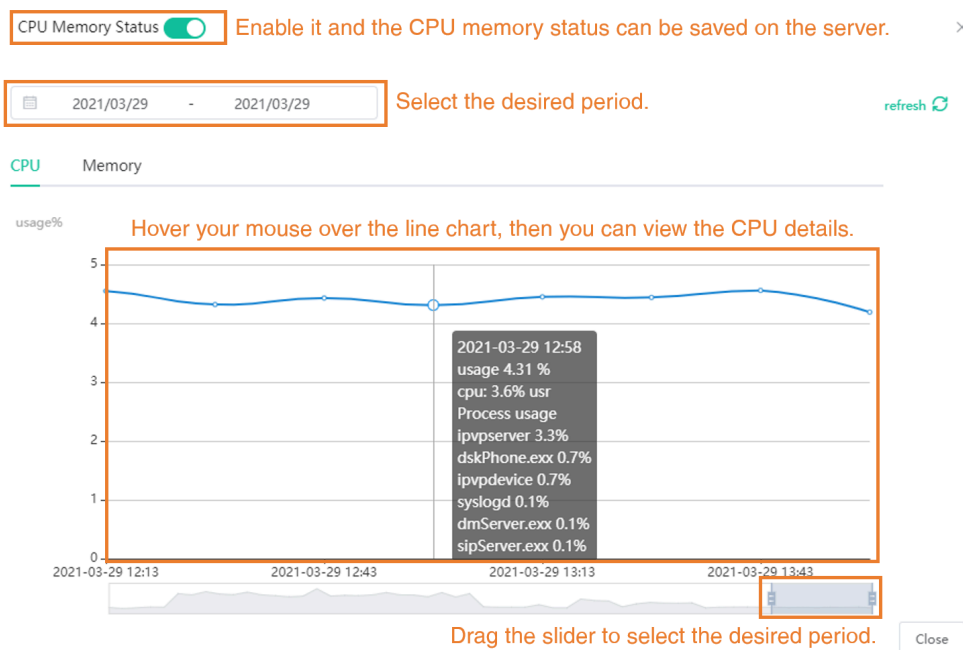 CPU Memory Status Enable it and the CPU memory status can be saved on the server.
2021/03/29 - 2021/03/29 Select the desired period. refresh
CPU Memory
usage%
Hover your mouse over the line chart, then you can view the CPU details.
5
4
3
2
1
0
2021-03-29 12:58
usage 4.31 %
cpu: 3.6% usr
Process usage
ipvpserver 3.3%
dskPhone.exx 0.7%
ipvpdevice 0.7%
syslogd 0.1%
dmServer.exx 0.1%
sipServer.exx 0.1%
2021-03-29 12:13 2021-03-29 12:43 2021-03-29 13:13 2021-03-29 13:43
Drag the slider to select the desired period.
Close